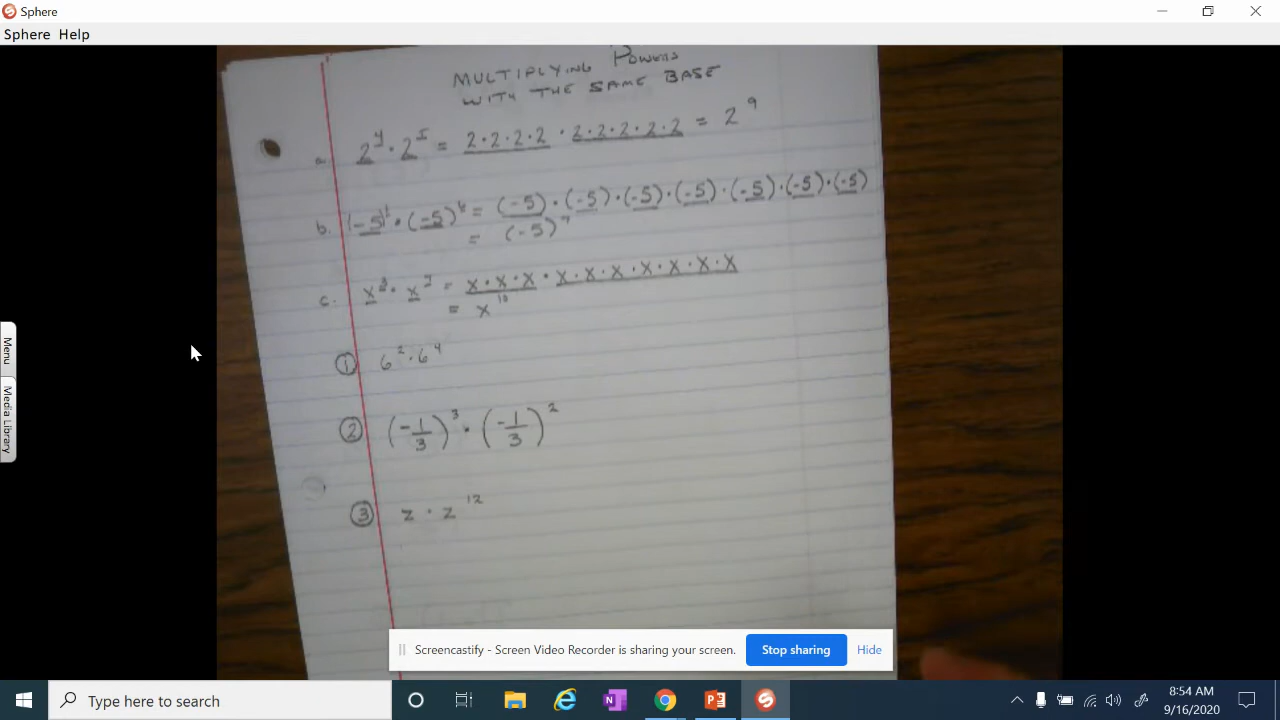 Sphere
Sphere Help
MULTIPLYING POWERS
WITH THE SAME BASE
a. 2⁴ · 2⁵ = 2·2·2·2 · 2·2·2·2·2 = 2⁹
b. (-5)¹ · (-5)⁶ = (-5)·(-5)·(-5)·(-5)·(-5)·(-5)·(-5)
= (-5)⁷
c. x³ · x⁷ = x·x·x · x·x·x·x·x·x·x
= x¹⁰
① 6² · 6⁴
② (-1/3)³ · (-1/3)²
③ z · z¹²
Menu
Media Library
Screencastify - Screen Video Recorder is sharing your screen. Stop sharing Hide
Type here to search
8:54 AM
9/16/2020